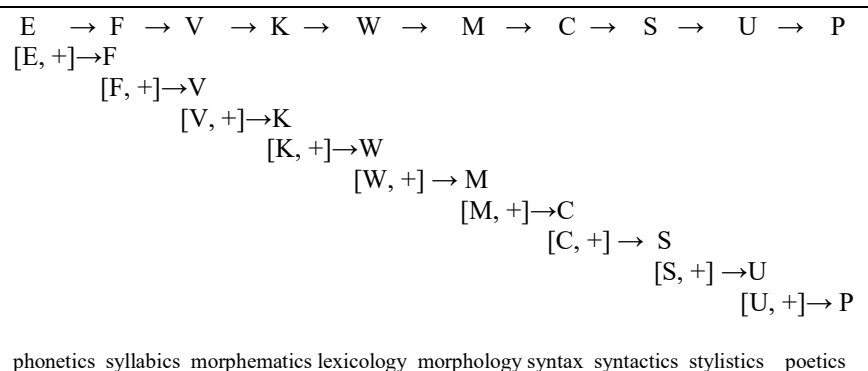 E → F → V → K → W → M → C → S → U → P
[E, +]→F
[F, +]→V
[V, +]→K
[K, +]→W
[W, +] → M
[M, +]→C
[C, +] → S
[S, +] →U
[U, +]→ P
phonetics syllabics morphematics lexicology morphology syntax syntactics stylistics poetics